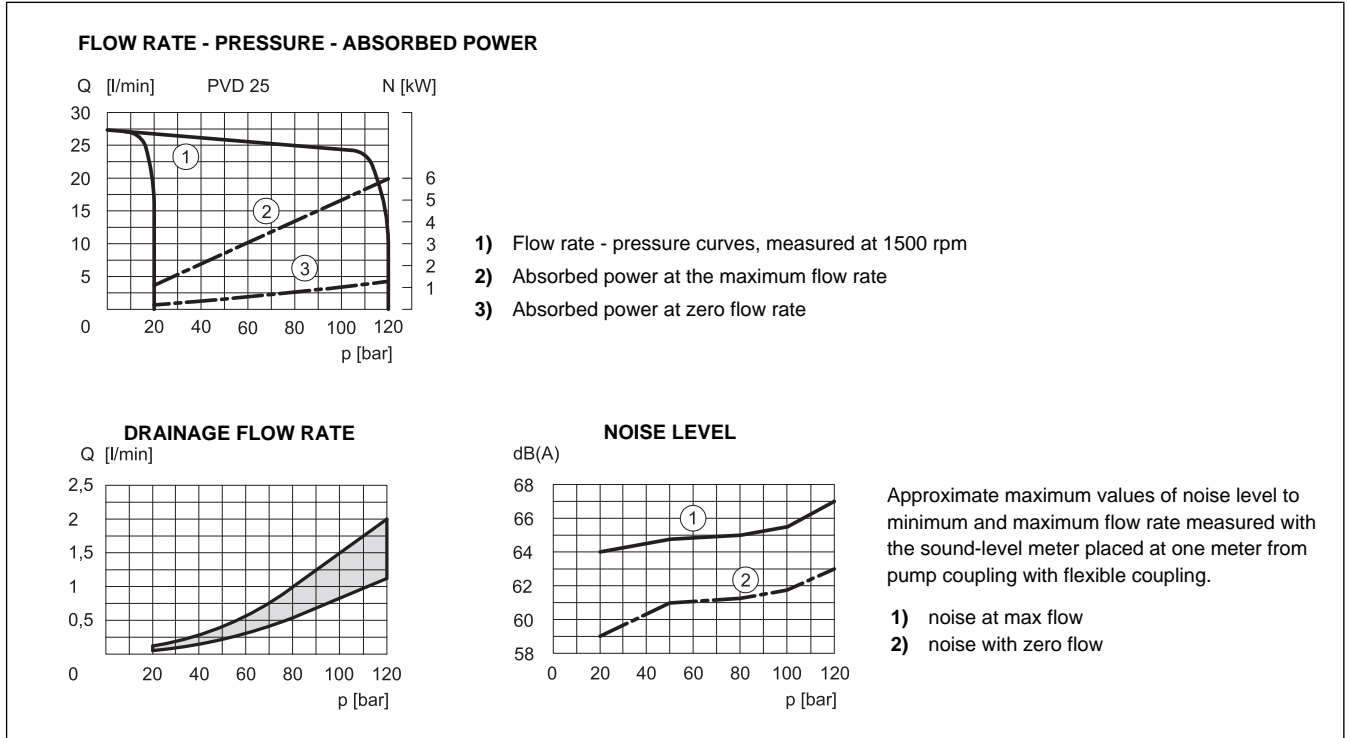 FLOW RATE - PRESSURE - ABSORBED POWER
Q [l/min] PVD 25 N [kW]
30
25
20
15
10
5
0
6
5
4
3
2
1
1
2
3
20 40 60 80 100 120
p [bar]
1) Flow rate - pressure curves, measured at 1500 rpm
2) Absorbed power at the maximum flow rate
3) Absorbed power at zero flow rate
DRAINAGE FLOW RATE
Q [l/min]
2,5
2
1,5
1
0,5
0 20 40 60 80 100 120
p [bar]
NOISE LEVEL
dB(A)
68
66
64
62
60
58
1
2
0 20 40 60 80 100 120
p [bar]
Approximate maximum values of noise level to
minimum and maximum flow rate measured with
the sound-level meter placed at one meter from
pump coupling with flexible coupling.
1) noise at max flow
2) noise with zero flow